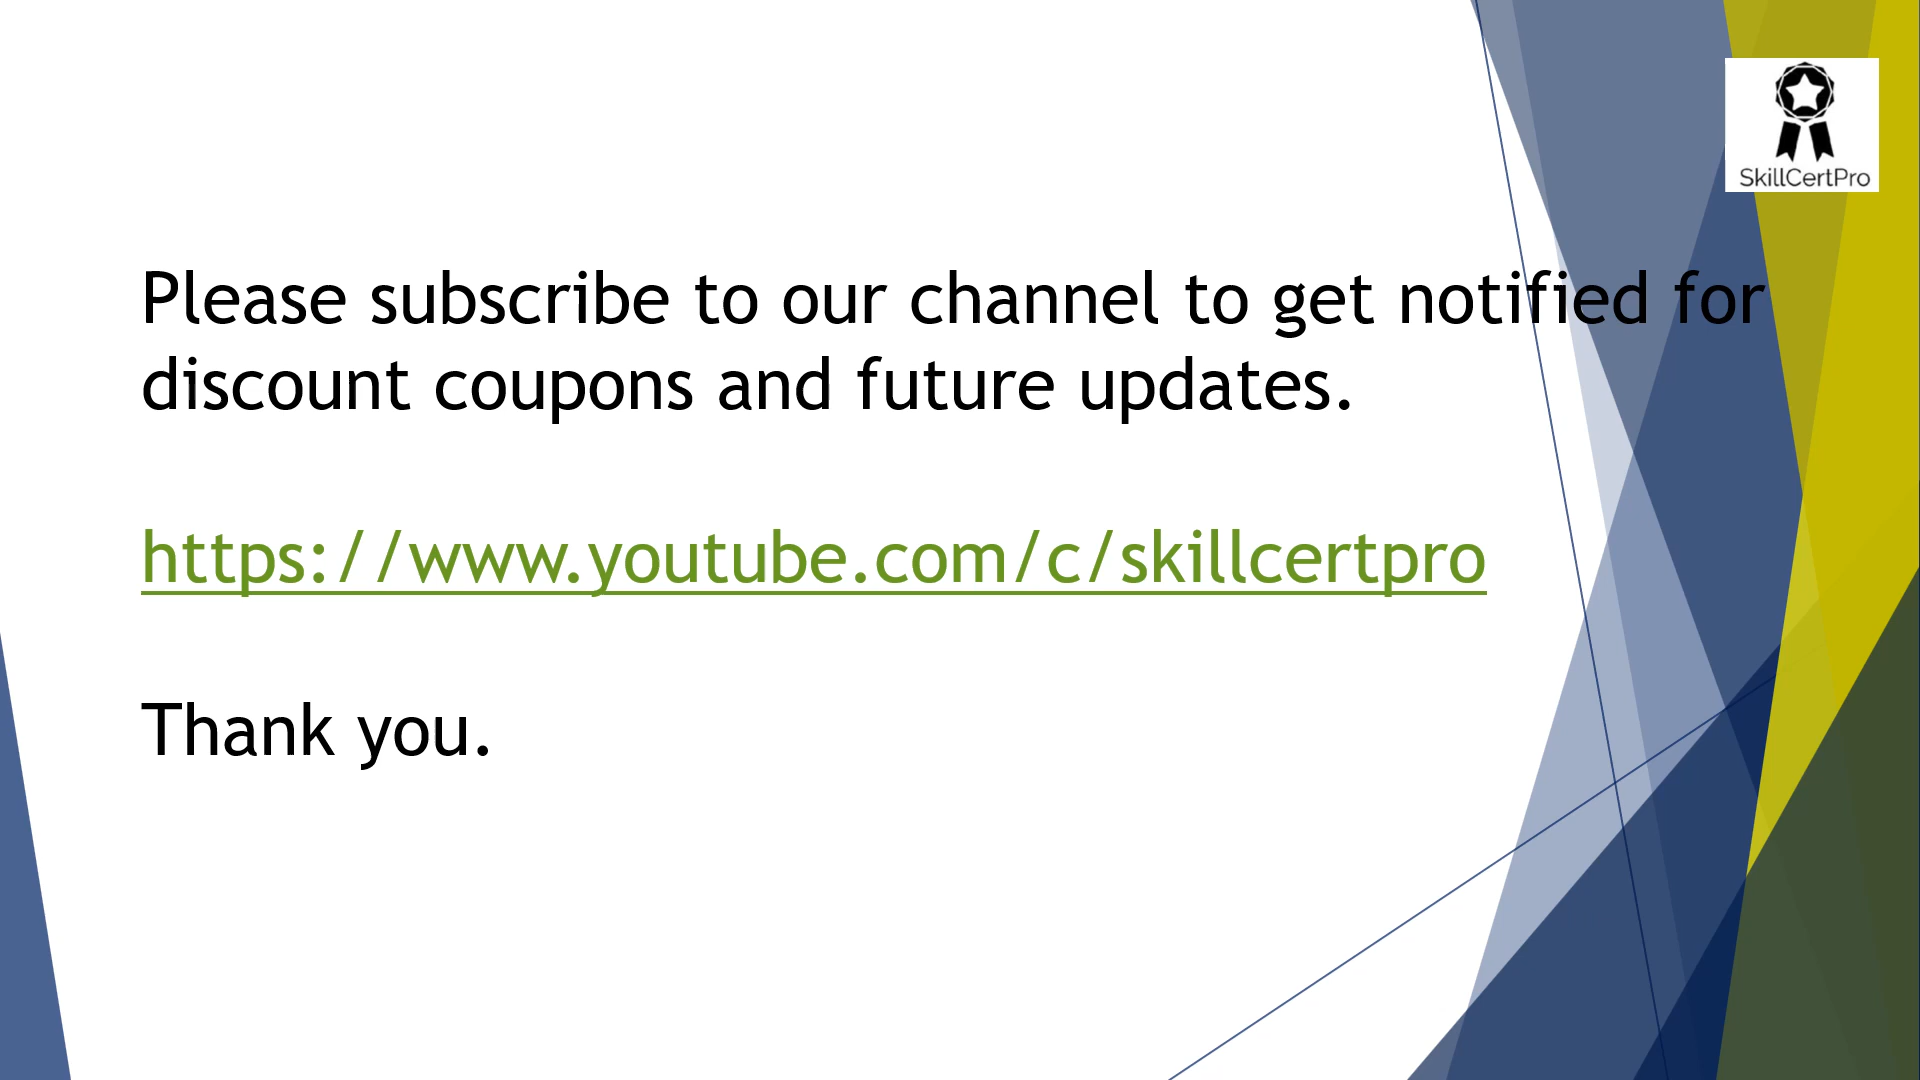 SkillCertPro
Please subscribe to our channel to get notified for
discount coupons and future updates.
https://www.youtube.com/c/skillcertpro
Thank you.